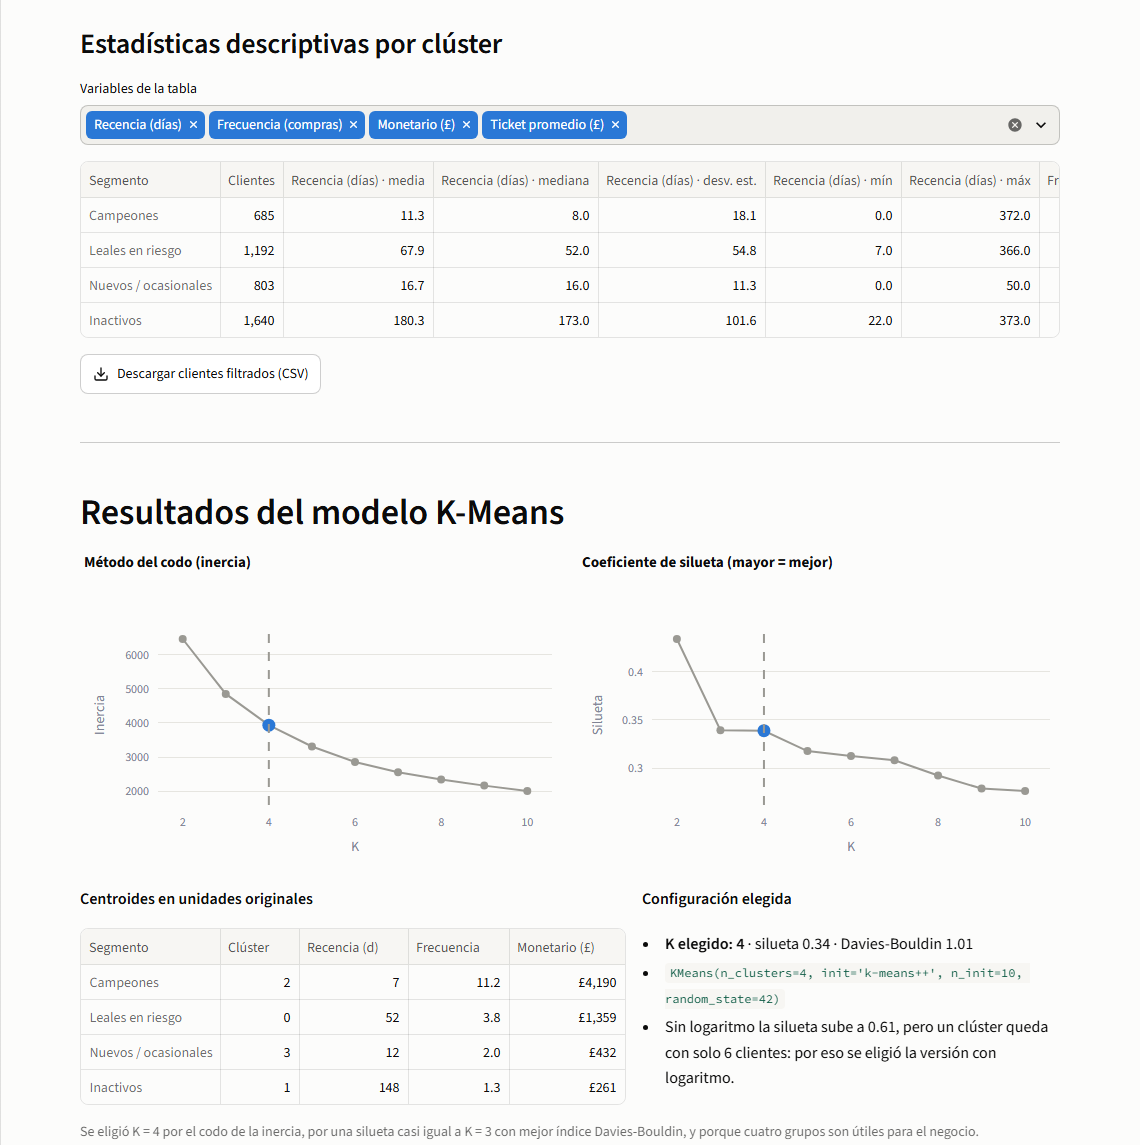 Estadísticas descriptivas por clúster
Variables de la tabla
Recencia (días) × Frecuencia (compras) × Monetario (£) × Ticket promedio (£) ×
Segmento Clientes Recencia (días) · media Recencia (días) · mediana Recencia (días) · desv. est. Recencia (días) · mín Recencia (días) · máx Fr
Campeones 685 11.3 8.0 18.1 0.0 372.0
Leales en riesgo 1,192 67.9 52.0 54.8 7.0 366.0
Nuevos / ocasionales 803 16.7 16.0 11.3 0.0 50.0
Inactivos 1,640 180.3 173.0 101.6 22.0 373.0
Descargar clientes filtrados (CSV)
Resultados del modelo K-Means
Método del codo (inercia)
6000
5000
4000
3000
2000
Inercia
2 4 6 8 10
K
Coeficiente de silueta (mayor = mejor)
0.4
0.35
0.3
Silueta
2 4 6 8 10
K
Centroides en unidades originales
Segmento Clúster Recencia (d) Frecuencia Monetario (£)
Campeones 2 7 11.2 £4,190
Leales en riesgo 0 52 3.8 £1,359
Nuevos / ocasionales 3 12 2.0 £432
Inactivos 1 148 1.3 £261
Configuración elegida
• K elegido: 4 · silueta 0.34 · Davies-Bouldin 1.01
• KMeans(n_clusters=4, init='k-means++', n_init=10,
random_state=42)
• Sin logaritmo la silueta sube a 0.61, pero un clúster queda
con solo 6 clientes: por eso se eligió la versión con
logaritmo.
Se eligió K = 4 por el codo de la inercia, por una silueta casi igual a K = 3 con mejor índice Davies-Bouldin, y porque cuatro grupos son útiles para el negocio.